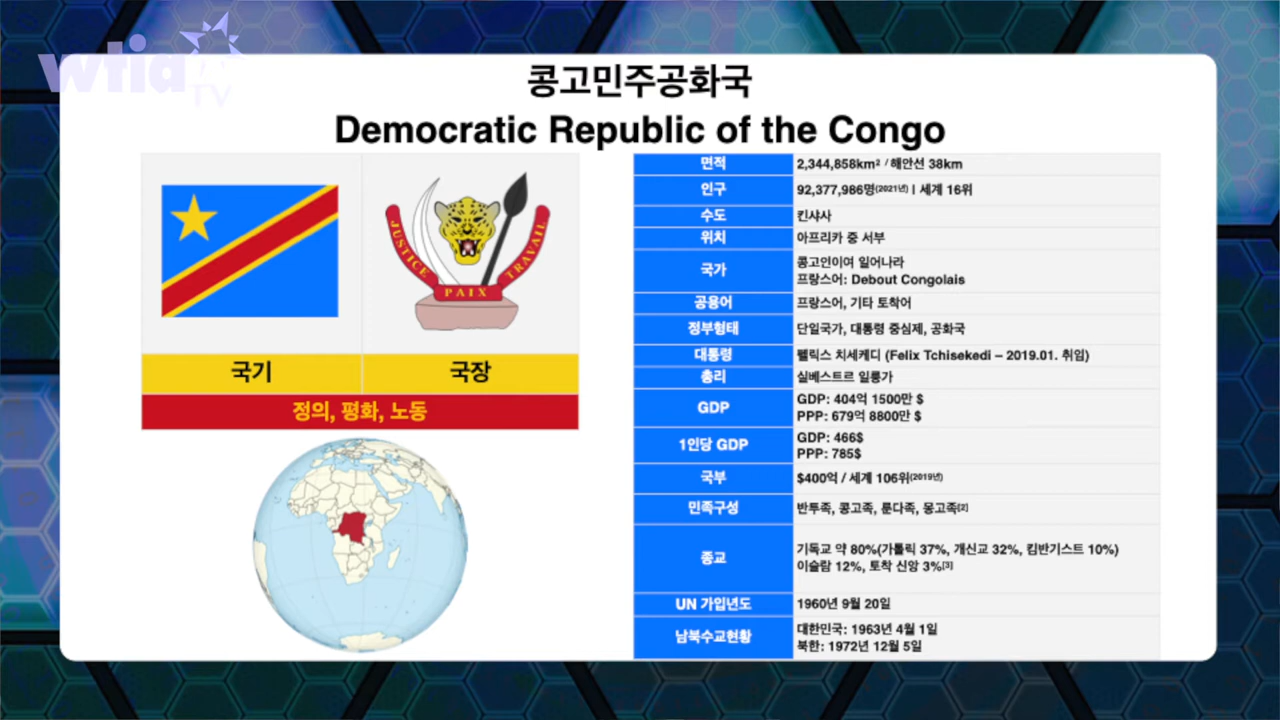 wtia
TV
콩고민주공화국
Democratic Republic of the Congo
JUSTICE
PAIX
TRAVAIL
국기
국장
정의, 평화, 노동
면적
2,344,858km² / 해안선 38km
인구
92,377,986명(2021년) | 세계 16위
수도
킨샤사
위치
아프리카 중 서부
국가
콩고인이여 일어나라
프랑스어: Debout Congolais
공용어
프랑스어, 기타 토착어
정부형태
단일국가, 대통령 중심제, 공화국
대통령
펠릭스 치세케디 (Felix Tchisekedi – 2019.01. 취임)
총리
실베스트르 일룽가
GDP
GDP: 404억 1500만 $
PPP: 679억 8800만 $
1인당 GDP
GDP: 466$
PPP: 785$
국부
$400억 / 세계 106위(2019년)
민족구성
반투족, 콩고족, 룬다족, 몽고족[2]
종교
기독교 약 80%(가톨릭 37%, 개신교 32%, 킴반기스트 10%)
이슬람 12%, 토착 신앙 3%[3]
UN 가입년도
1960년 9월 20일
남북수교현황
대한민국: 1963년 4월 1일
북한: 1972년 12월 5일